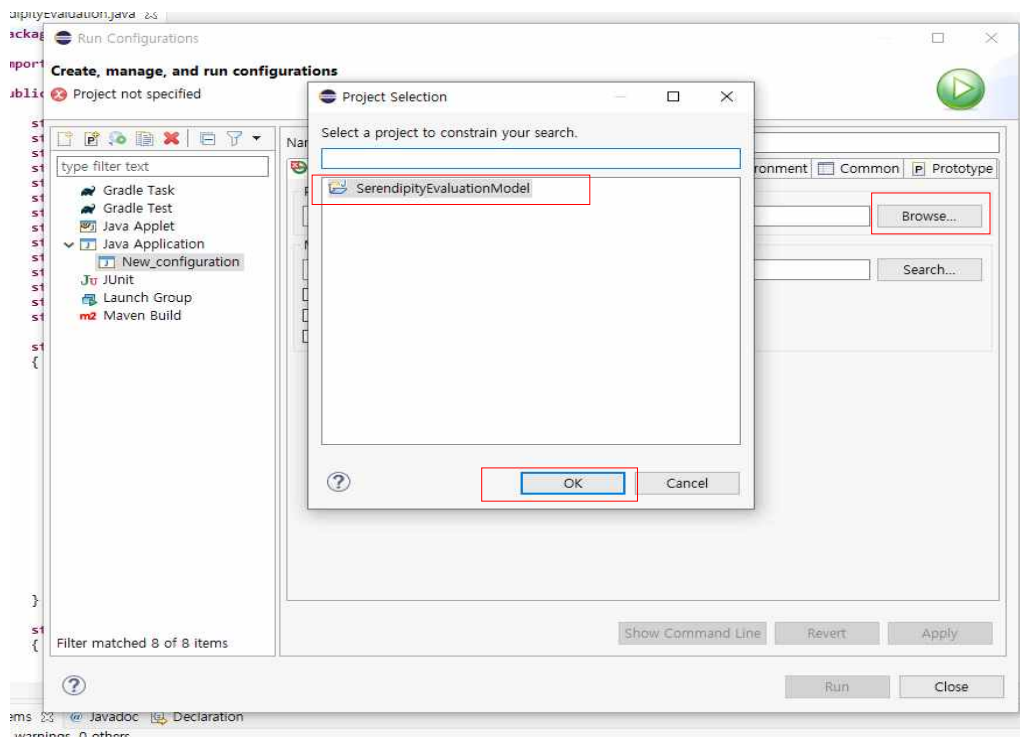 dipityEvaluation.java
Run Configurations
Create, manage, and run configurations
Project not specified
Project Selection
Select a project to constrain your search.
type filter text
ronment
Common
Prototype
Gradle Task
Gradle Test
Java Applet
Java Application
New_configuration
JUnit
Launch Group
Maven Build
SerendipityEvaluationModel
Browse...
Search...
OK
Cancel
Filter matched 8 of 8 items
Show Command Line
Revert
Apply
Run
Close
@ Javadoc
Declaration
warnings, 0 others